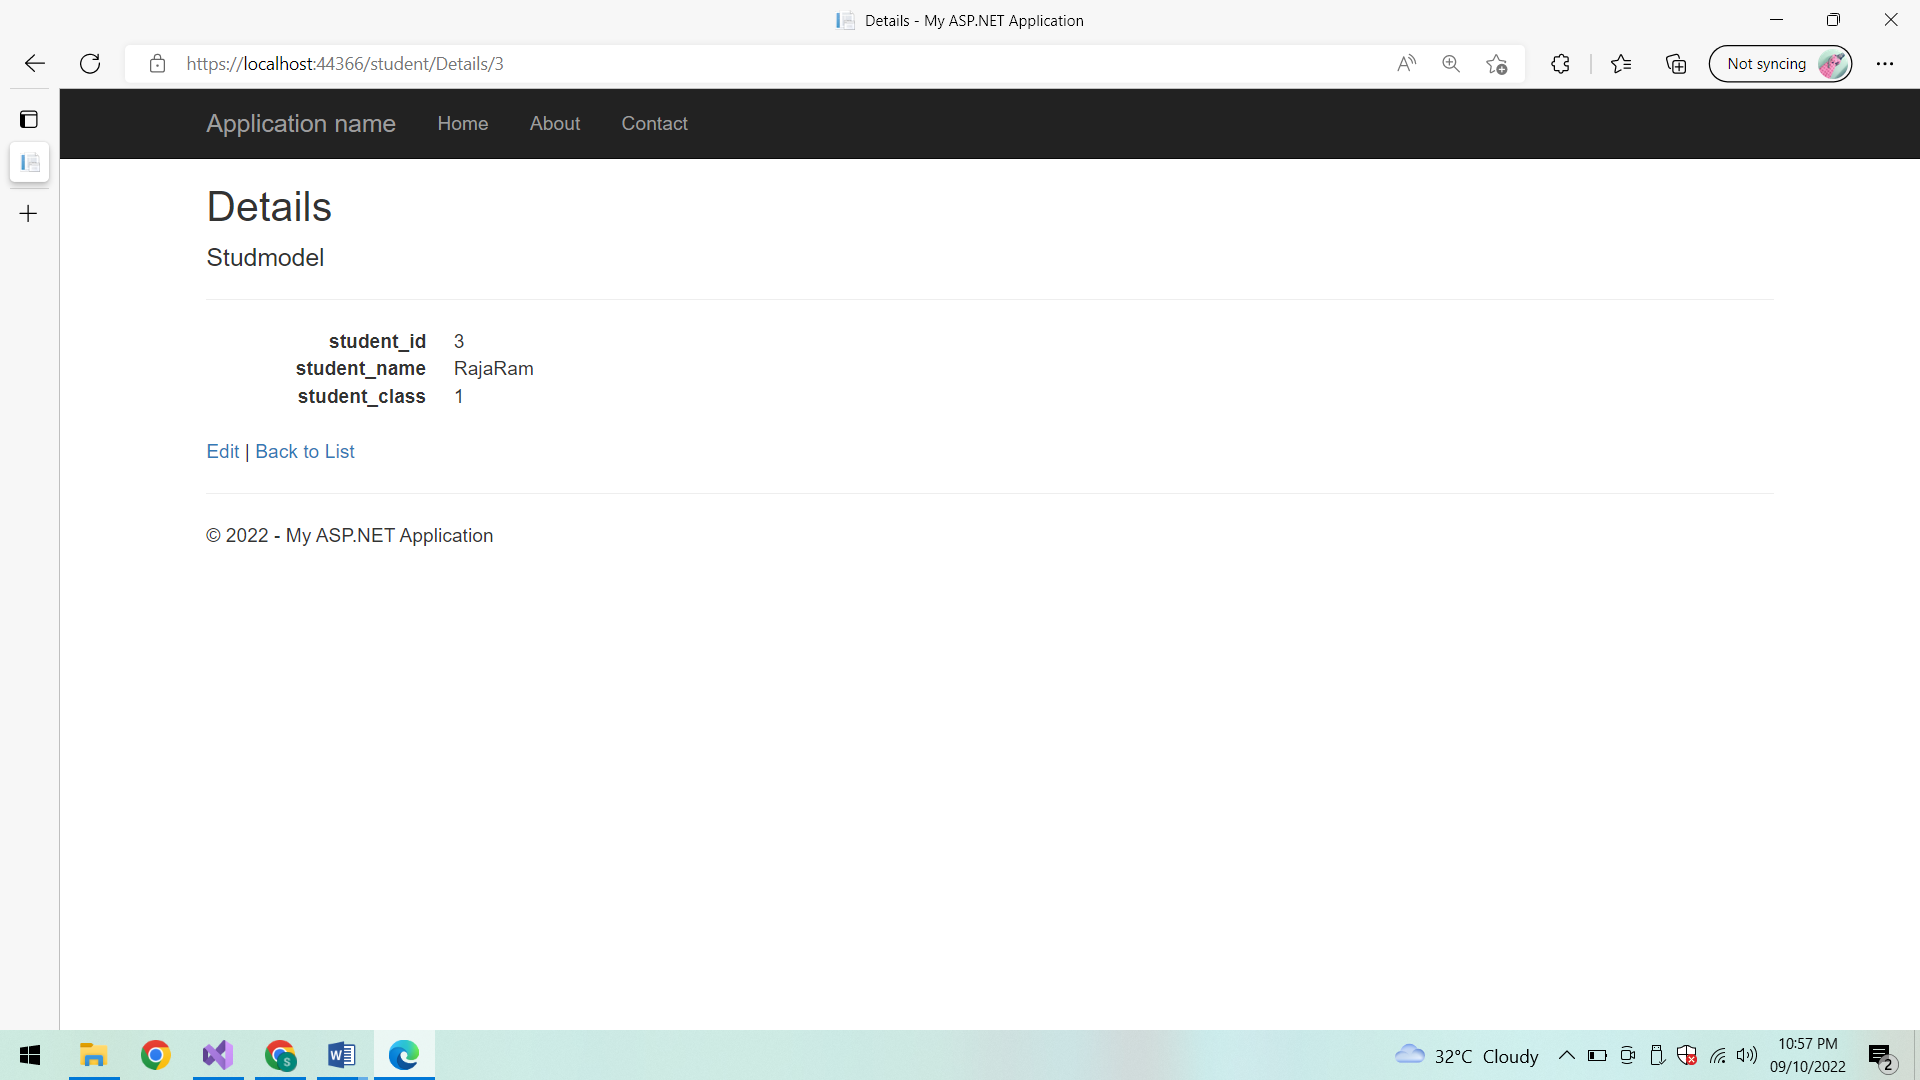 Details - My ASP.NET Application
https://localhost:44366/student/Details/3
Not syncing
Application name Home About Contact
Details
Studmodel
student_id 3
student_name RajaRam
student_class 1
Edit | Back to List
© 2022 - My ASP.NET Application
32°C Cloudy
10:57 PM
09/10/2022
2